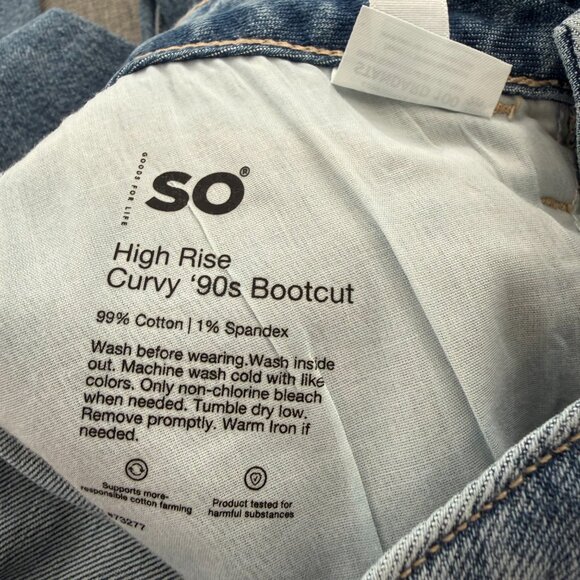 GOODS FOR LIFE
SO®
High Rise
Curvy '90s Bootcut
99% Cotton | 1% Spandex
Wash before wearing.Wash inside
out. Machine wash cold with like
colors. Only non-chlorine bleach
when needed. Tumble dry low.
Remove promptly. Warm Iron if
needed.
Supports more-
responsible cotton farming
Product tested for
harmful substances